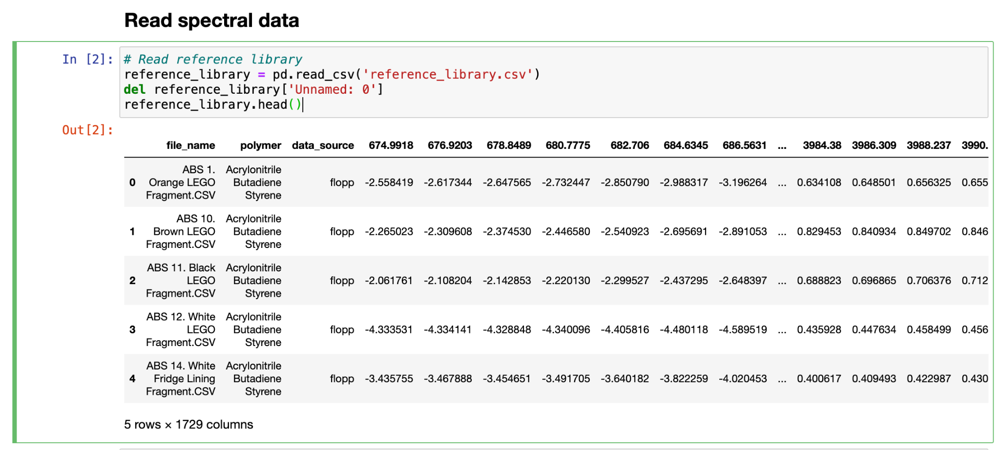 Read spectral data
In [2]: # Read reference library
reference_library = pd.read_csv('reference_library.csv')
del reference_library['Unnamed: 0']
reference_library.head()
Out[2]:
file_name polymer data_source 674.9918 676.9203 678.8489 680.7775 682.706 684.6345 686.5631 ... 3984.38 3986.309 3988.237 3990.
ABS 1. Acrylonitrile
0 Orange LEGO Butadiene flopp -2.558419 -2.617344 -2.647565 -2.732447 -2.850790 -2.988317 -3.196264 ... 0.634108 0.648501 0.656325 0.655
Fragment.CSV Styrene
ABS 10. Acrylonitrile
1 Brown LEGO Butadiene flopp -2.265023 -2.309608 -2.374530 -2.446580 -2.540923 -2.695691 -2.891053 ... 0.829453 0.840934 0.849702 0.846
Fragment.CSV Styrene
ABS 11. Black Acrylonitrile
2 LEGO Butadiene flopp -2.061761 -2.108204 -2.142853 -2.220130 -2.299527 -2.437295 -2.648397 ... 0.688823 0.696865 0.706376 0.712
Fragment.CSV Styrene
ABS 12. White Acrylonitrile
3 LEGO Butadiene flopp -4.333531 -4.334141 -4.328848 -4.340096 -4.405816 -4.480118 -4.589519 ... 0.435928 0.447634 0.458499 0.456
Fragment.CSV Styrene
ABS 14. White Acrylonitrile
4 Fridge Lining Butadiene flopp -3.435755 -3.467888 -3.454651 -3.491705 -3.640182 -3.822259 -4.020453 ... 0.400617 0.409493 0.422987 0.430
Fragment.CSV Styrene
5 rows × 1729 columns